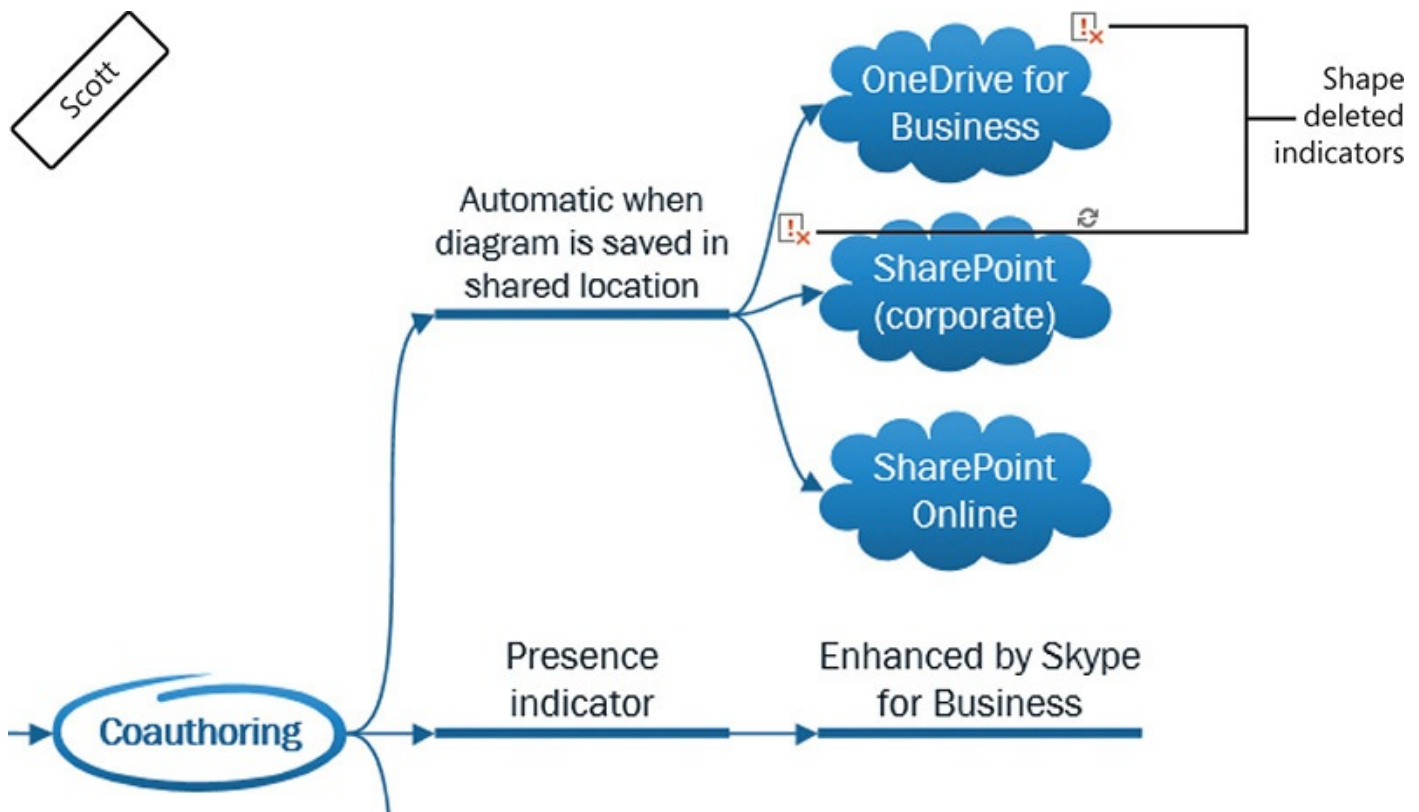 Scott
OneDrive for
Business
Shape
deleted
indicators
Automatic when
diagram is saved in
shared location
SharePoint
(corporate)
SharePoint
Online
Presence
indicator
Enhanced by Skype
for Business
Coauthoring